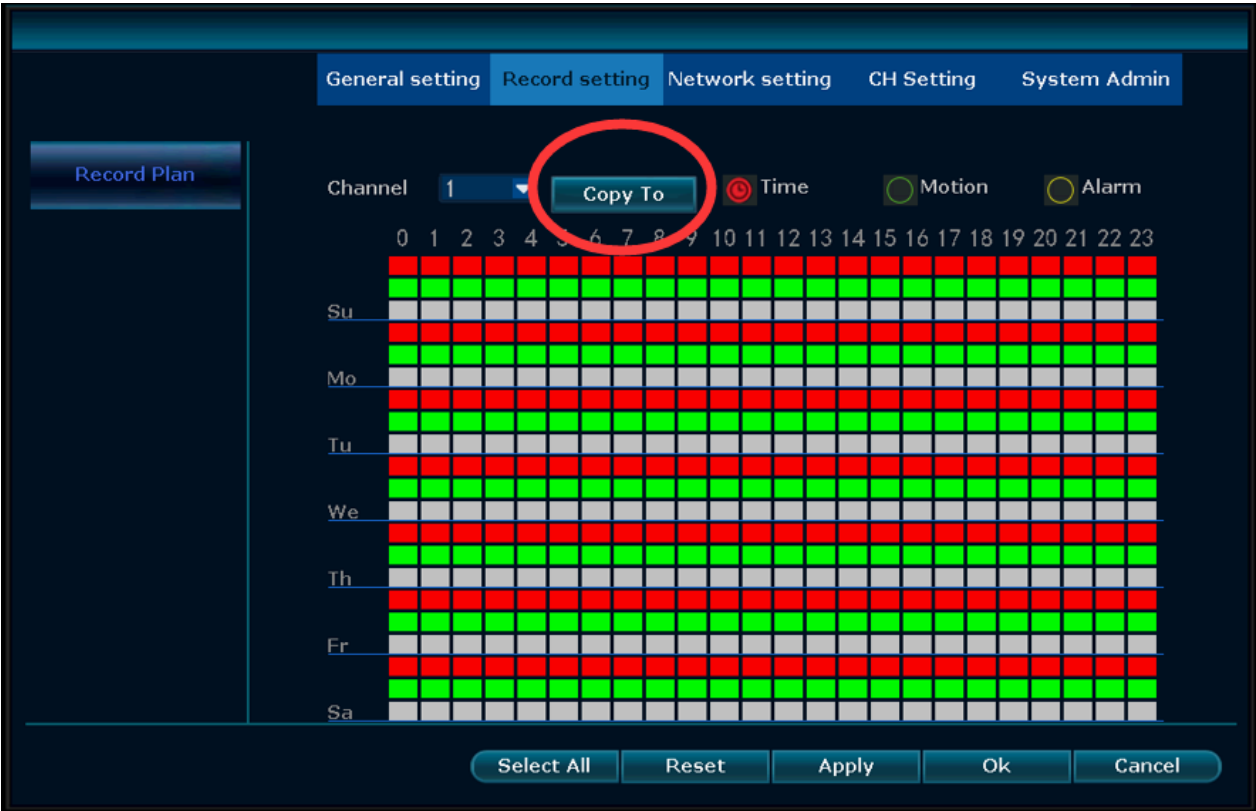 General setting Record setting Network setting CH Setting System Admin
Record Plan
Channel 1 Copy To Time Motion Alarm
0 1 2 3 4 5 6 7 8 9 10 11 12 13 14 15 16 17 18 19 20 21 22 23
Su
Mo
Tu
We
Th
Fr
Sa
Select All Reset Apply Ok Cancel